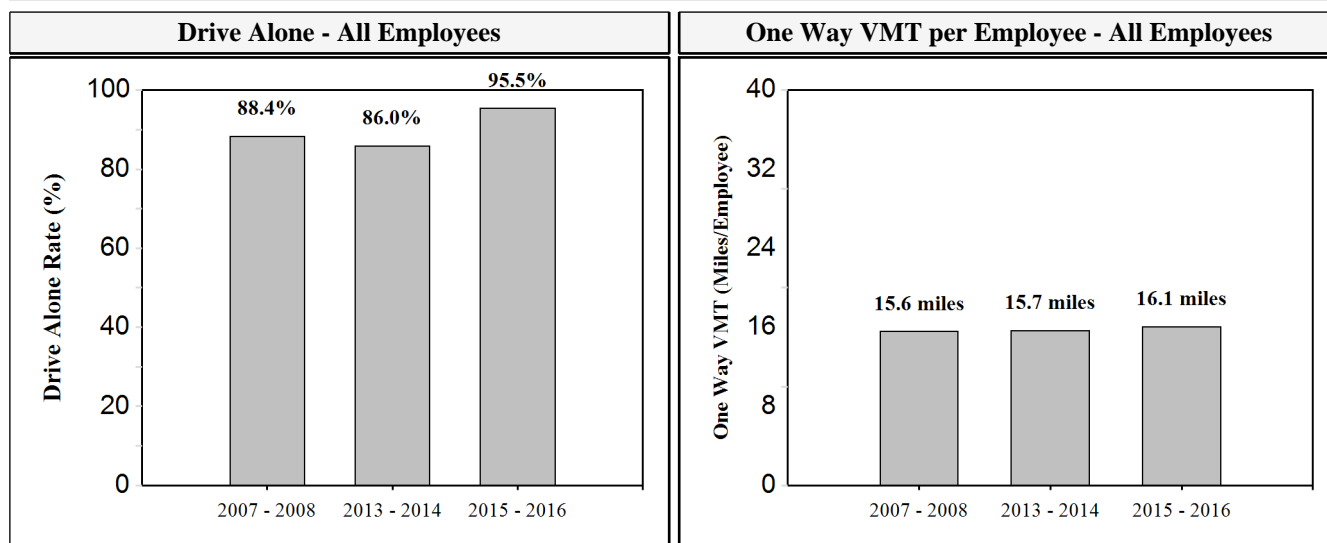 Drive Alone - All Employees
100
80
60
40
20
0
Drive Alone Rate (%)
88.4%
86.0%
95.5%
2007 - 2008
2013 - 2014
2015 - 2016
One Way VMT per Employee - All Employees
40
32
24
16
8
0
One Way VMT (Miles/Employee)
15.6 miles
15.7 miles
16.1 miles
2007 - 2008
2013 - 2014
2015 - 2016